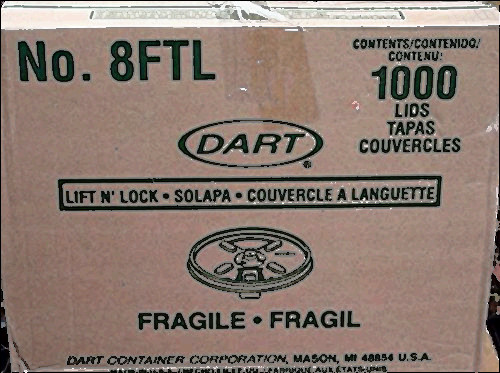 No. 8FTL
CONTENTS/CONTENIDO/
CONTENU:
1000
LIDS
TAPAS
COUVERCLES
DART®
LIFT N' LOCK • SOLAPA • COUVERCLE A LANGUETTE
FRAGILE • FRAGIL
DART CONTAINER CORPORATION, MASON, MI 48854 U.S.A.